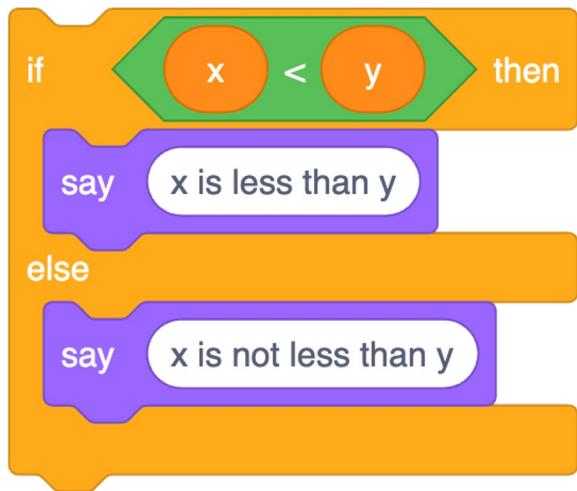 if x < y then
say x is less than y
else
say x is not less than y